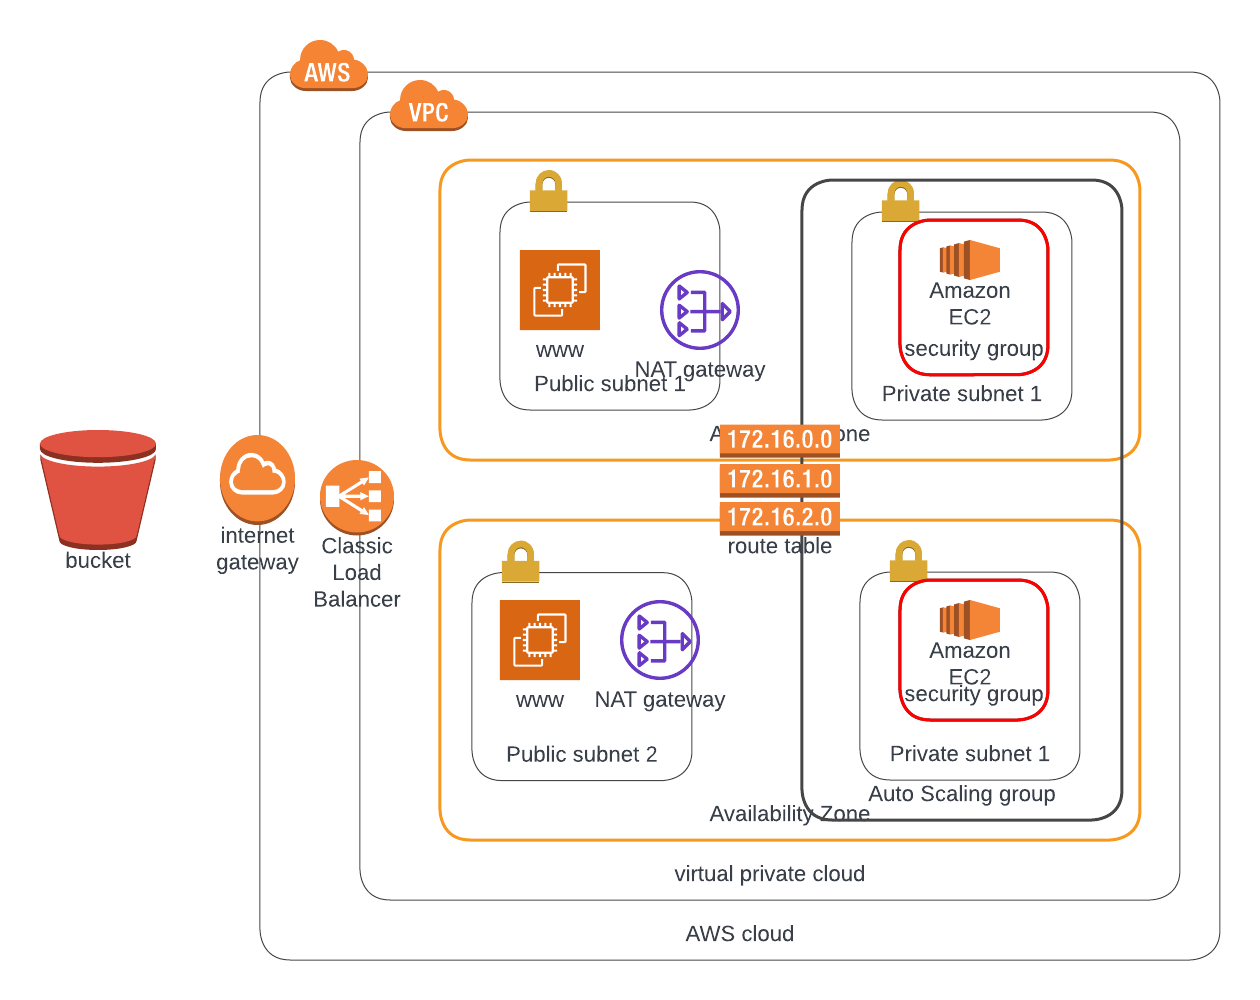 AWS
VPC
www
NAT gateway
Public subnet 1
Amazon
EC2
security group
Private subnet 1
172.16.0.0
172.16.1.0
172.16.2.0
route table
bucket
internet
gateway
Classic
Load
Balancer
www
NAT gateway
Public subnet 2
Amazon
EC2
security group
Private subnet 1
Auto Scaling group
Availability Zone
virtual private cloud
AWS cloud